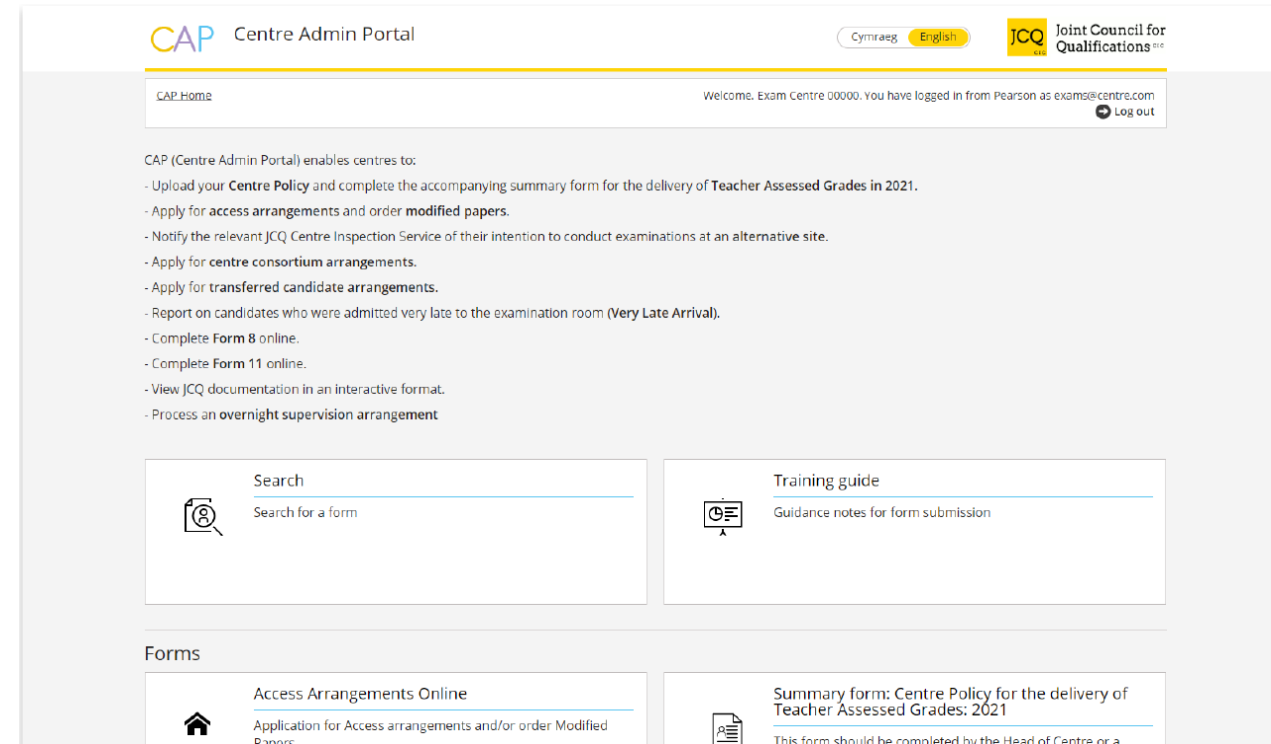 CAP Centre Admin Portal
Cymraeg English
JCQ CIC Joint Council for
Qualifications CIC
CAP Home
Welcome. Exam Centre 00000. You have logged in from Pearson as exams@centre.com
Log out
CAP (Centre Admin Portal) enables centres to:
- Upload your Centre Policy and complete the accompanying summary form for the delivery of Teacher Assessed Grades in 2021.
- Apply for access arrangements and order modified papers.
- Notify the relevant JCQ Centre Inspection Service of their intention to conduct examinations at an alternative site.
- Apply for centre consortium arrangements.
- Apply for transferred candidate arrangements.
- Report on candidates who were admitted very late to the examination room (Very Late Arrival).
- Complete Form 8 online.
- Complete Form 11 online.
- View JCQ documentation in an interactive format.
- Process an overnight supervision arrangement
Search
Search for a form
Training guide
Guidance notes for form submission
Forms
Access Arrangements Online
Application for Access arrangements and/or order Modified
Papers
Summary form: Centre Policy for the delivery of
Teacher Assessed Grades: 2021
This form should be completed by the Head of Centre or a